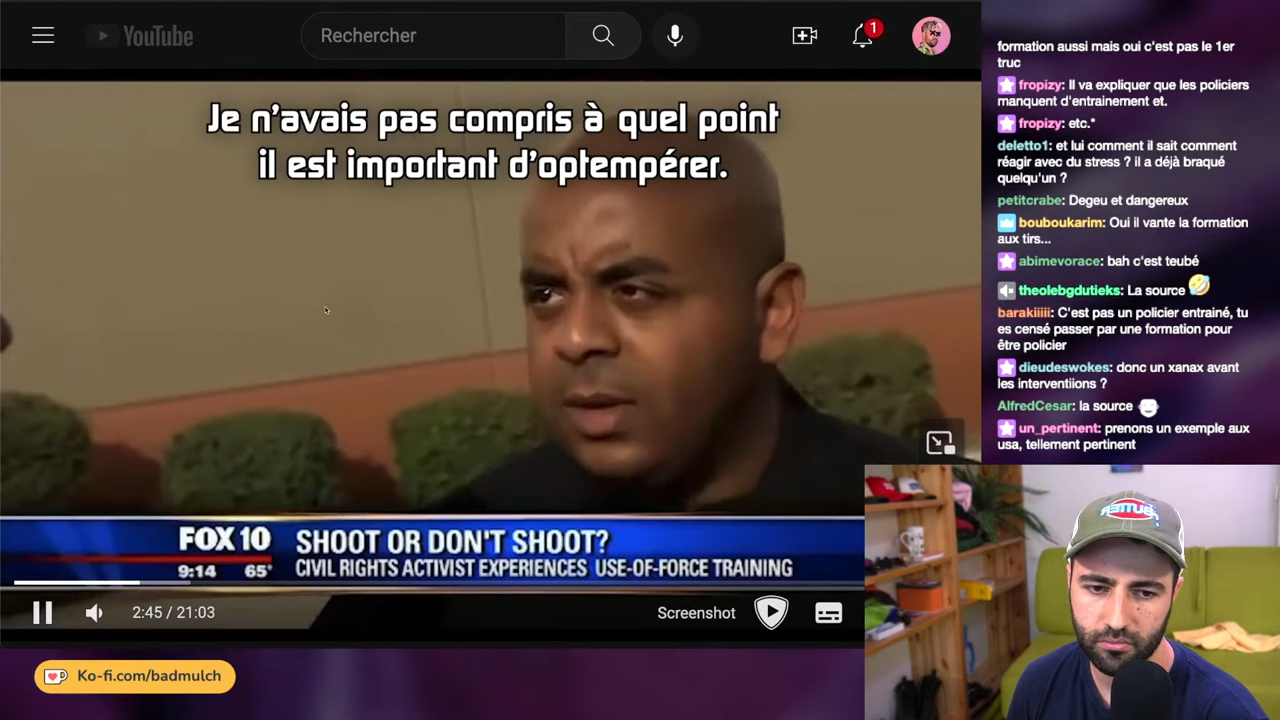 YouTube
Rechercher
1
Je n'avais pas compris à quel point
il est important d'optempérer.
FOX 10
9:14 65°
SHOOT OR DON'T SHOOT?
CIVIL RIGHTS ACTIVIST EXPERIENCES USE-OF-FORCE TRAINING
2:45 / 21:03
Screenshot
Ko-fi.com/badmulch
formation aussi mais oui c'est pas le 1er
truc
fropizy: Il va expliquer que les policiers
manquent d'entrainement et.
fropizy: etc.*
deletto1: et lui comment il sait comment
réagir avec du stress ? il a déjà braqué
quelqu'un ?
petitcrabe: Degeu et dangereux
bouboukarim: Oui il vante la formation
aux tirs...
abimevorace: bah c'est teubé
theolebgdutieks: La source
barakiiiii: C'est pas un policier entrainé, tu
es censé passer par une formation pour
être policier
dieudeswokes: donc un xanax avant
les interventiions ?
AlfredCesar: la source
un_pertinent: prenons un exemple aux
usa, tellement pertinent